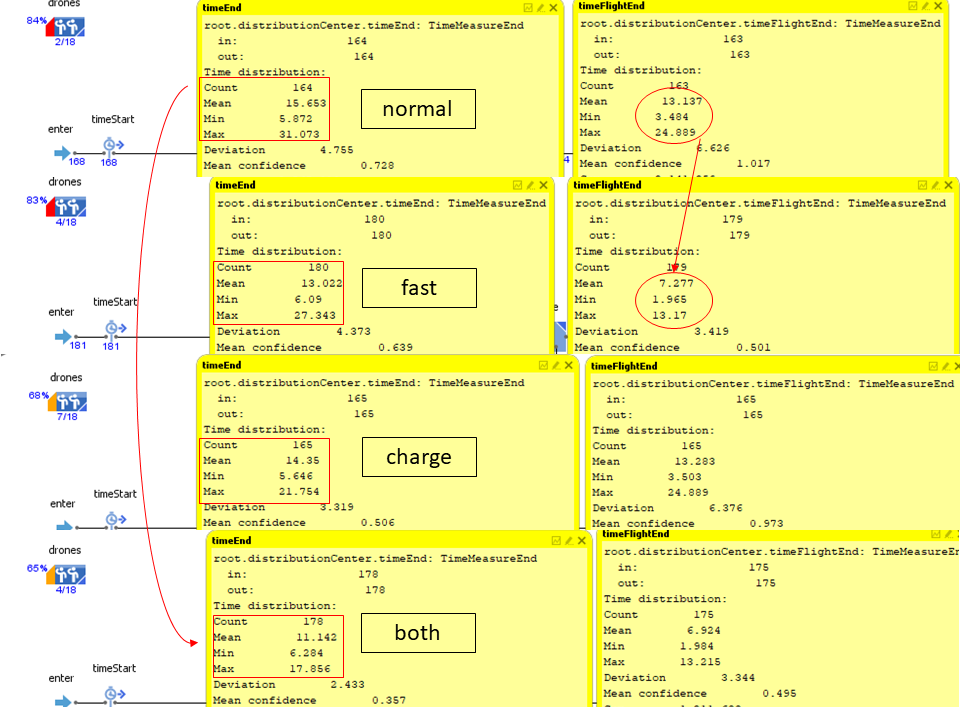 drones
84%
2/18
enter
timeStart
168
168
timeEnd
root.distributionCenter.timeEnd: TimeMeasureEnd
in: 164
out: 164
Time distribution:
Count 164
Mean 15.653
Min 5.872
Max 31.073
Deviation 4.755
Mean confidence 0.728
normal
timeFlightEnd
root.distributionCenter.timeFlightEnd: TimeMeasureEnd
in: 163
out: 163
Time distribution:
Count 163
Mean 13.137
Min 3.484
Max 24.889
Deviation 6.626
Mean confidence 1.017
4
drones
83%
4/18
enter
timeStart
181
181
timeEnd
root.distributionCenter.timeEnd: TimeMeasureEnd
in: 180
out: 180
Time distribution:
Count 180
Mean 13.022
Min 6.09
Max 27.343
Deviation 4.373
Mean confidence 0.639
fast
timeFlightEnd
root.distributionCenter.timeFlightEnd: TimeMeasureEnd
in: 179
out: 179
Time distribution:
Count 179
Mean 7.277
Min 1.965
Max 13.17
Deviation 3.419
Mean confidence 0.501
drones
68%
7/18
enter
timeStart
timeEnd
root.distributionCenter.timeEnd: TimeMeasureEnd
in: 165
out: 165
Time distribution:
Count 165
Mean 14.35
Min 5.646
Max 21.754
Deviation 3.319
Mean confidence 0.506
charge
timeFlightEnd
root.distributionCenter.timeFlightEnd: TimeMeasureEnd
in: 165
out: 165
Time distribution:
Count 165
Mean 13.283
Min 3.503
Max 24.889
Deviation 6.376
Mean confidence 0.973
drones
65%
4/18
enter
timeStart
timeEnd
root.distributionCenter.timeEnd: TimeMeasureEnd
in: 178
out: 178
Time distribution:
Count 178
Mean 11.142
Min 6.284
Max 17.856
Deviation 2.433
Mean confidence 0.357
both
timeFlightEnd
root.distributionCenter.timeFlightEnd: TimeMeasureEnd
in: 175
out: 175
Time distribution:
Count 175
Mean 6.924
Min 1.984
Max 13.215
Deviation 3.344
Mean confidence 0.495